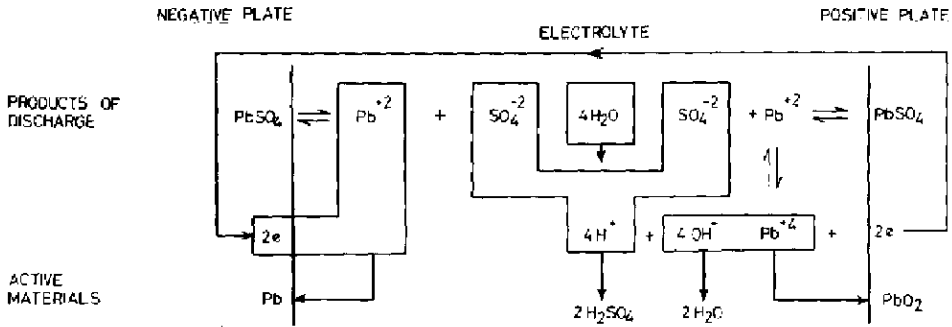 NEGATIVE PLATE POSITIVE PLATE
ELECTROLYTE
PRODUCTS OF DISCHARGE
PbSO₄ ⇌ Pb⁺² + SO₄⁻² 4H₂O SO₄⁻² + Pb⁺² ⇌ PbSO₄
2e 4H⁺ + 4OH⁻ Pb⁺⁴ + 2e
ACTIVE MATERIALS
Pb 2H₂SO₄ 2H₂O PbO₂